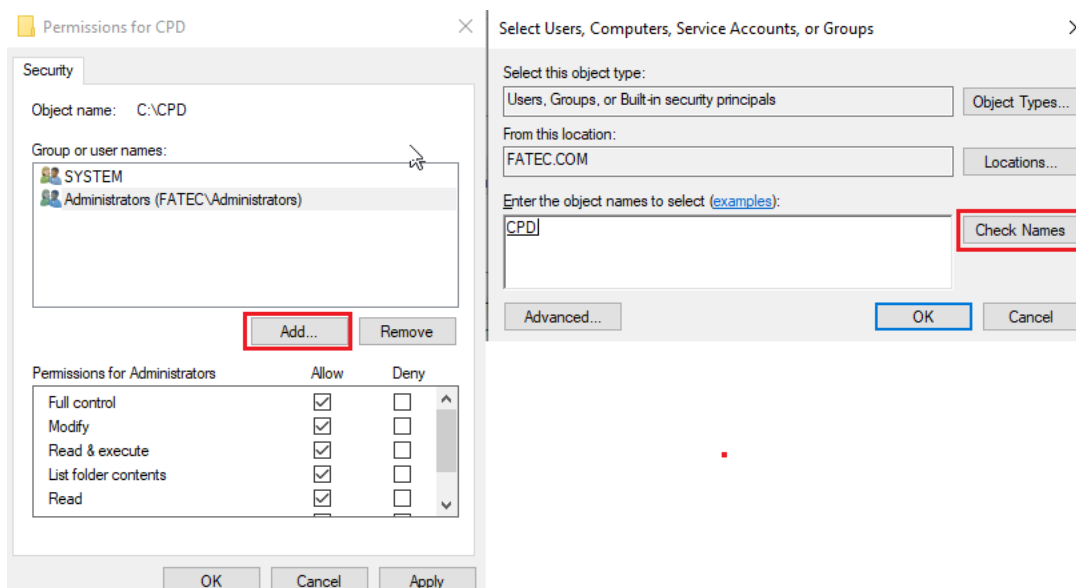 Permissions for CPD
Security
Object name: C:\CPD
Group or user names:
SYSTEM
Administrators (FATEC\Administrators)
Add...
Remove
Permissions for Administrators Allow Deny
Full control
Modify
Read & execute
List folder contents
Read
OK Cancel Apply
Select Users, Computers, Service Accounts, or Groups
Select this object type:
Users, Groups, or Built-in security principals
Object Types...
From this location:
FATEC.COM
Locations...
Enter the object names to select (examples):
CPD
Check Names
Advanced...
OK
Cancel